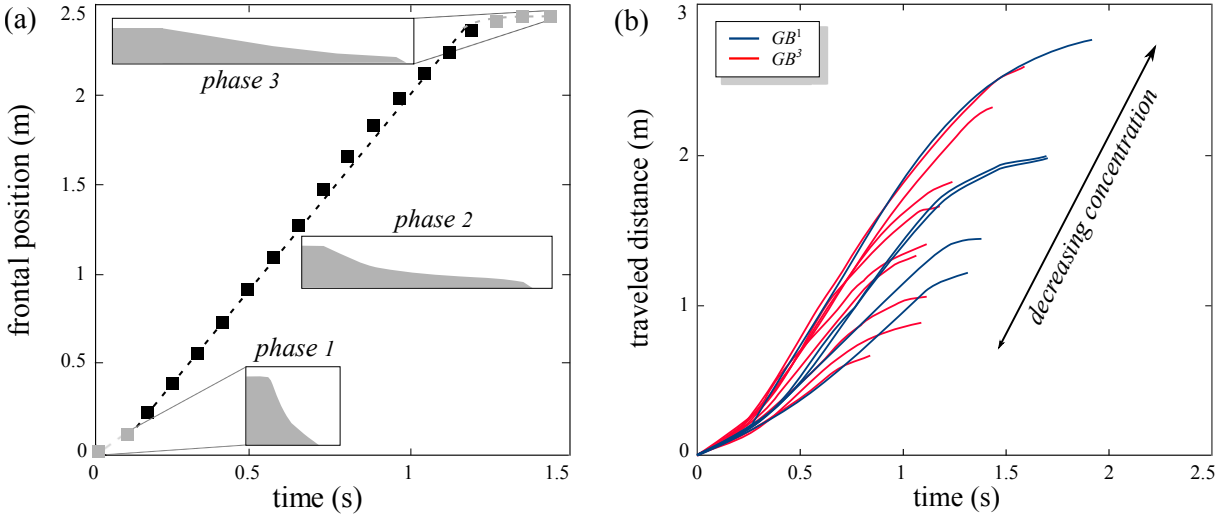 (a)
2.5
2
1.5
1
0.5
0
0
0.5
1
1.5
frontal position (m)
time (s)
phase 3
phase 2
phase 1
(b)
3
2
1
0
0
0.5
1
1.5
2
2.5
traveled distance (m)
time (s)
GB¹
GB³
decreasing concentration